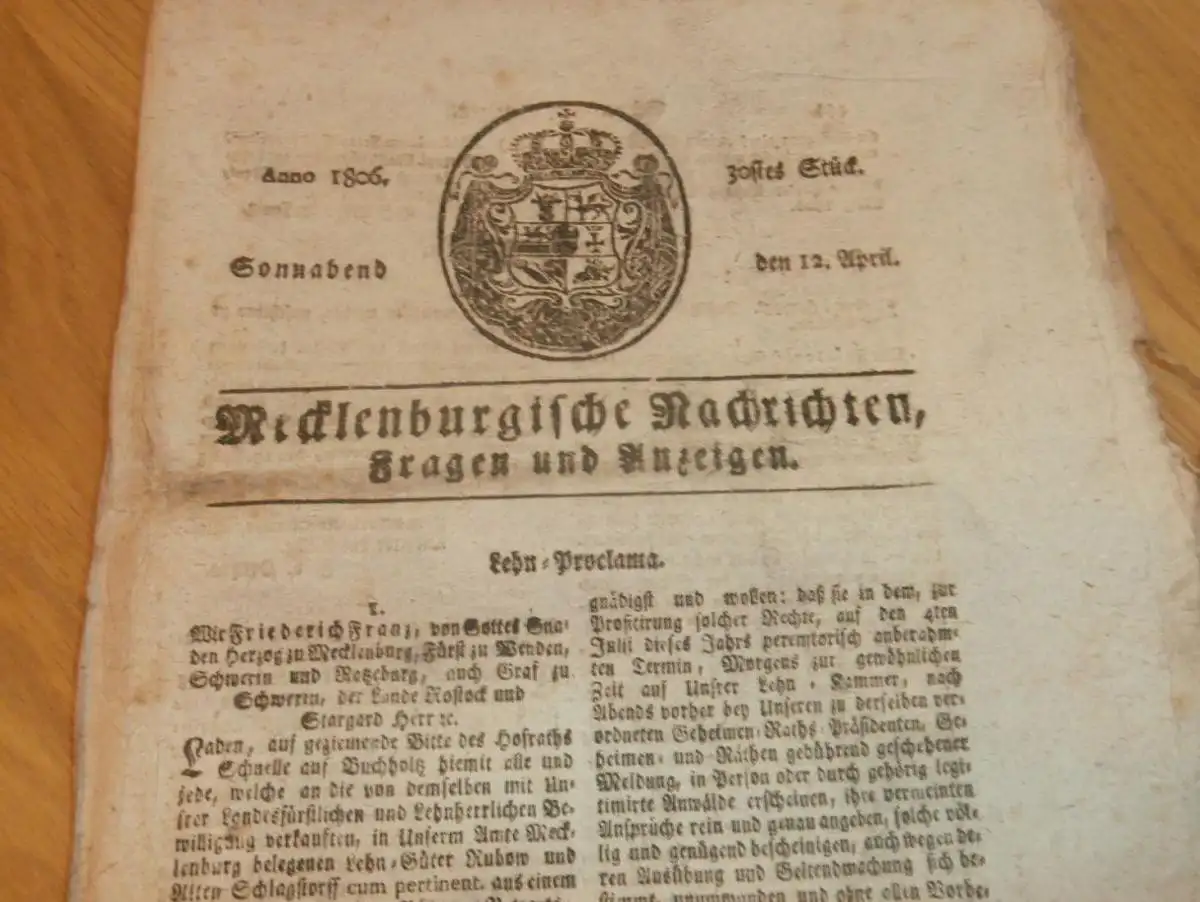 Anno 1806.
30stes Stück.
Sonnabend
den 12. April.
Mecklenburgische Nachrichten,
Fragen und Anzeigen.
Lehn-Proclama.
1.
Wir Friederich Franz, von Gottes Gna-
den Herzog zu Mecklenburg, Fürst zu Wenden,
Schwerin und Ratzeburg, auch Graf zu
Schwerin, der Lande Rostock und
Stargard Herr ꝛc.
Laden, auf geziemende Bitte des Hofraths
Schnelle auf Buchholtz hiemit alle und
jede, welche an die von demselben mit Un-
srer Landesfürstlichen und Lehnherrlichen Be-
willigung verkauften, in Unserm Amte Meck-
lenburg belegenen Lehn-Güter Rubow und
Alten Schlagstorff cum pertinent. aus einem
gnädigst und wollen: daß sie in dem, zur
Profitirung solcher Rechte, auf den 4ten
Julii dieses Jahrs peremtorisch anberahm-
ten Termin, Morgens zur gewöhnlichen
Zeit auf Unsrer Lehn-Kammer, nach
Abends vorher bey Unseren zu derselben ver-
ordneten Geheimen-Raths-Präsidenten, Ge-
heimen- und Räthen gebührend geschehener
Meldung, in Person oder durch gehörig legi-
timirte Anwälde erscheinen, ihre vermeinten
Ansprüche rein und genau angeben, solche völ-
lig und genügend bescheinigen, auch wegen de-
ren Ausübung und Geltendmachung sich be-
stimmt, unumwunden und ohne allen Vorbe-